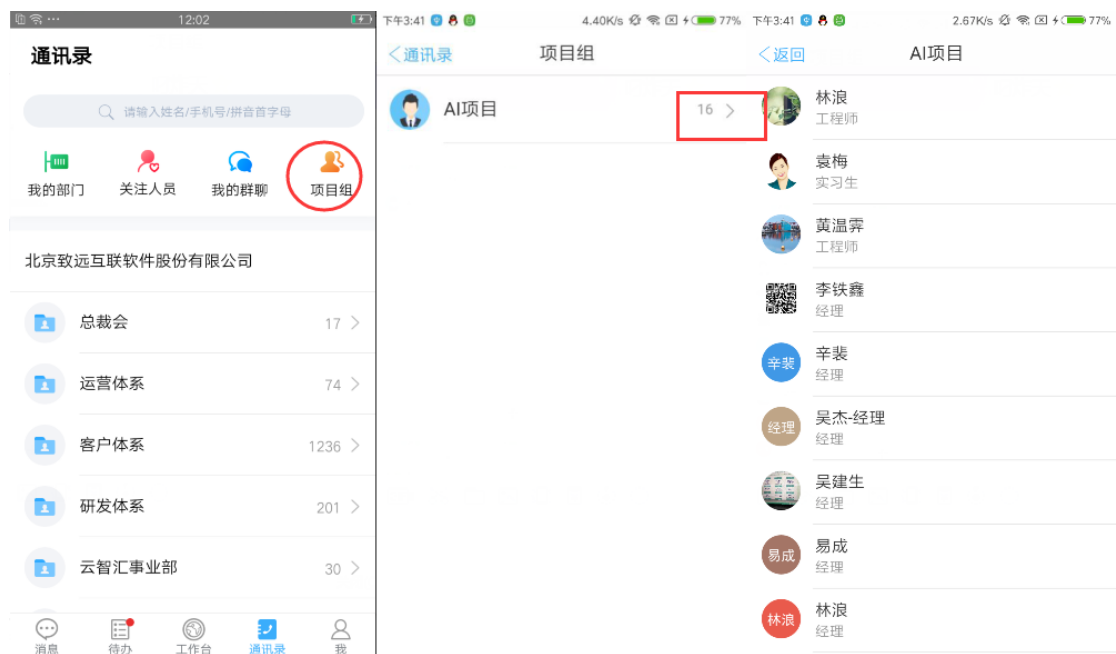 12:02
通讯录
请输入姓名/手机号/拼音首字母
我的部门
关注人员
我的群聊
项目组
北京致远互联软件股份有限公司
总裁会
17
运营体系
74
客户体系
1236
研发体系
201
云智汇事业部
30
消息
待办
工作台
通讯录
我
下午3:41
4.40K/s
77%
通讯录
项目组
AI项目
16
下午3:41
2.67K/s
77%
返回
AI项目
林浪
工程师
袁梅
实习生
黄温霁
工程师
李铁鑫
经理
辛裴
辛裴
经理
经理
吴杰-经理
经理
吴建生
经理
易成
易成
经理
林浪
林浪
经理